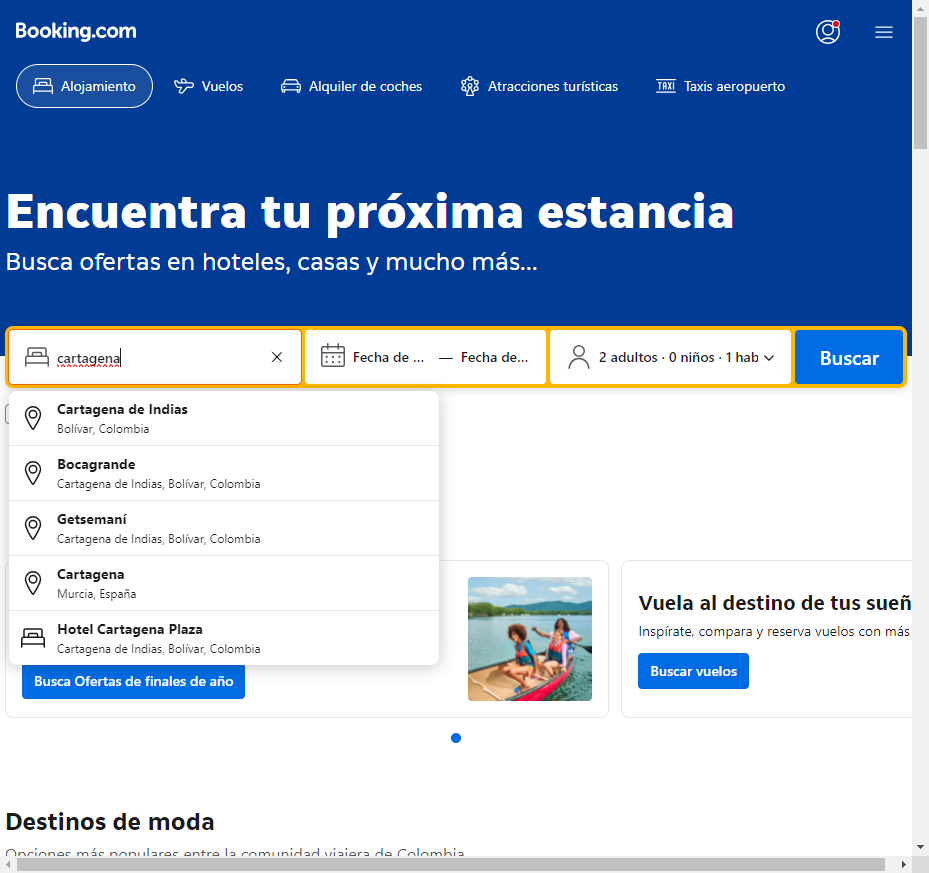 Booking.com
Alojamiento
Vuelos
Alquiler de coches
Atracciones turísticas
TAXI
Taxis aeropuerto
Encuentra tu próxima estancia
Busca ofertas en hoteles, casas y mucho más...
cartagena
Fecha de ... — Fecha de...
2 adultos · 0 niños · 1 hab
Buscar
Cartagena de Indias
Bolívar, Colombia
Bocagrande
Cartagena de Indias, Bolívar, Colombia
Getsemaní
Cartagena de Indias, Bolívar, Colombia
Cartagena
Murcia, España
Hotel Cartagena Plaza
Cartagena de Indias, Bolívar, Colombia
Busca Ofertas de finales de año
Vuela al destino de tus sueñ
Inspírate, compara y reserva vuelos con más
Buscar vuelos
Destinos de moda
Opciones más populares entre la comunidad viajera de Colombia